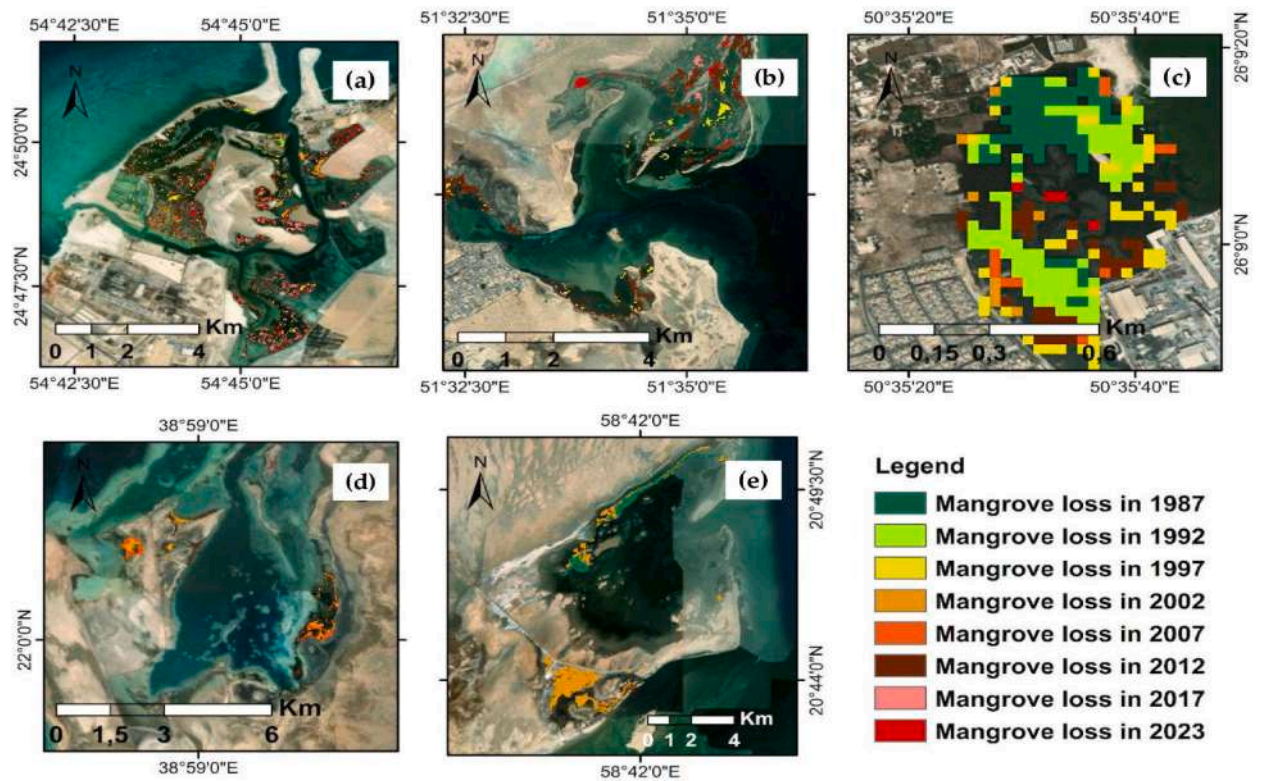 54°42'30"E 54°45'0"E
51°32'30"E 51°35'0"E
50°35'20"E 50°35'40"E
N
(a)
24°50'0"N
24°47'30"N
Km
0 1 2 4
54°42'30"E 54°45'0"E
N
(b)
Km
0 1 2 4
51°32'30"E 51°35'0"E
N
(c)
26°9'20"N
26°9'0"N
Km
0 0,15 0,3 0,6
50°35'20"E 50°35'40"E
38°59'0"E
N
(d)
22°0'0"N
Km
0 1,5 3 6
38°59'0"E
58°42'0"E
N
(e)
20°49'30"N
20°44'0"N
Km
0 1 2 4
58°42'0"E
Legend
Mangrove loss in 1987
Mangrove loss in 1992
Mangrove loss in 1997
Mangrove loss in 2002
Mangrove loss in 2007
Mangrove loss in 2012
Mangrove loss in 2017
Mangrove loss in 2023